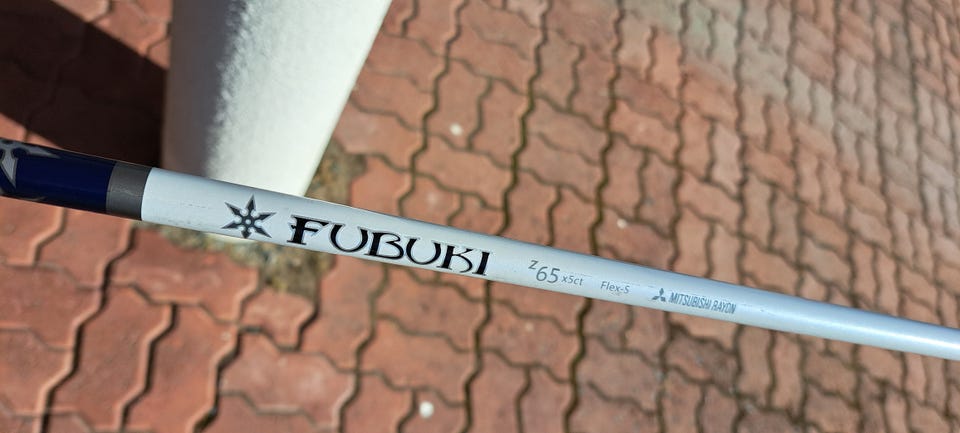 FUBUKI z65 x5ct Flex-S MITSUBISHI RAYON